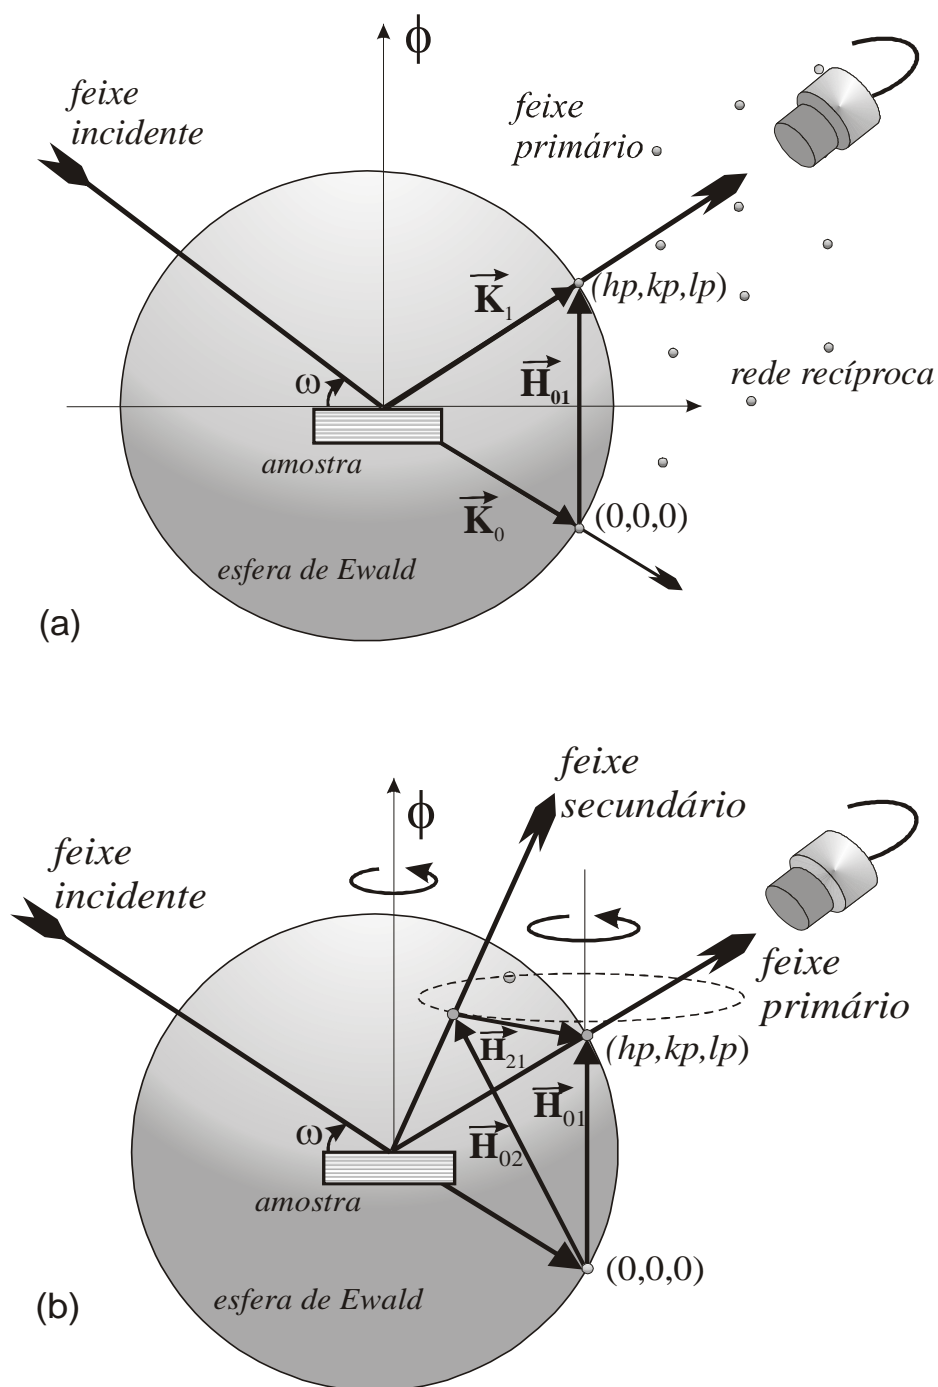 ϕ
feixe
incidente
feixe
primário
K₁
(hp,kp,lp)
ω
H₀₁
rede recíproca
amostra
K₀
(0,0,0)
esfera de Ewald
(a)
feixe
secundário
ϕ
feixe
incidente
feixe
primário
H₂₁
(hp,kp,lp)
H₀₁
ω
H₀₂
amostra
(0,0,0)
esfera de Ewald
(b)